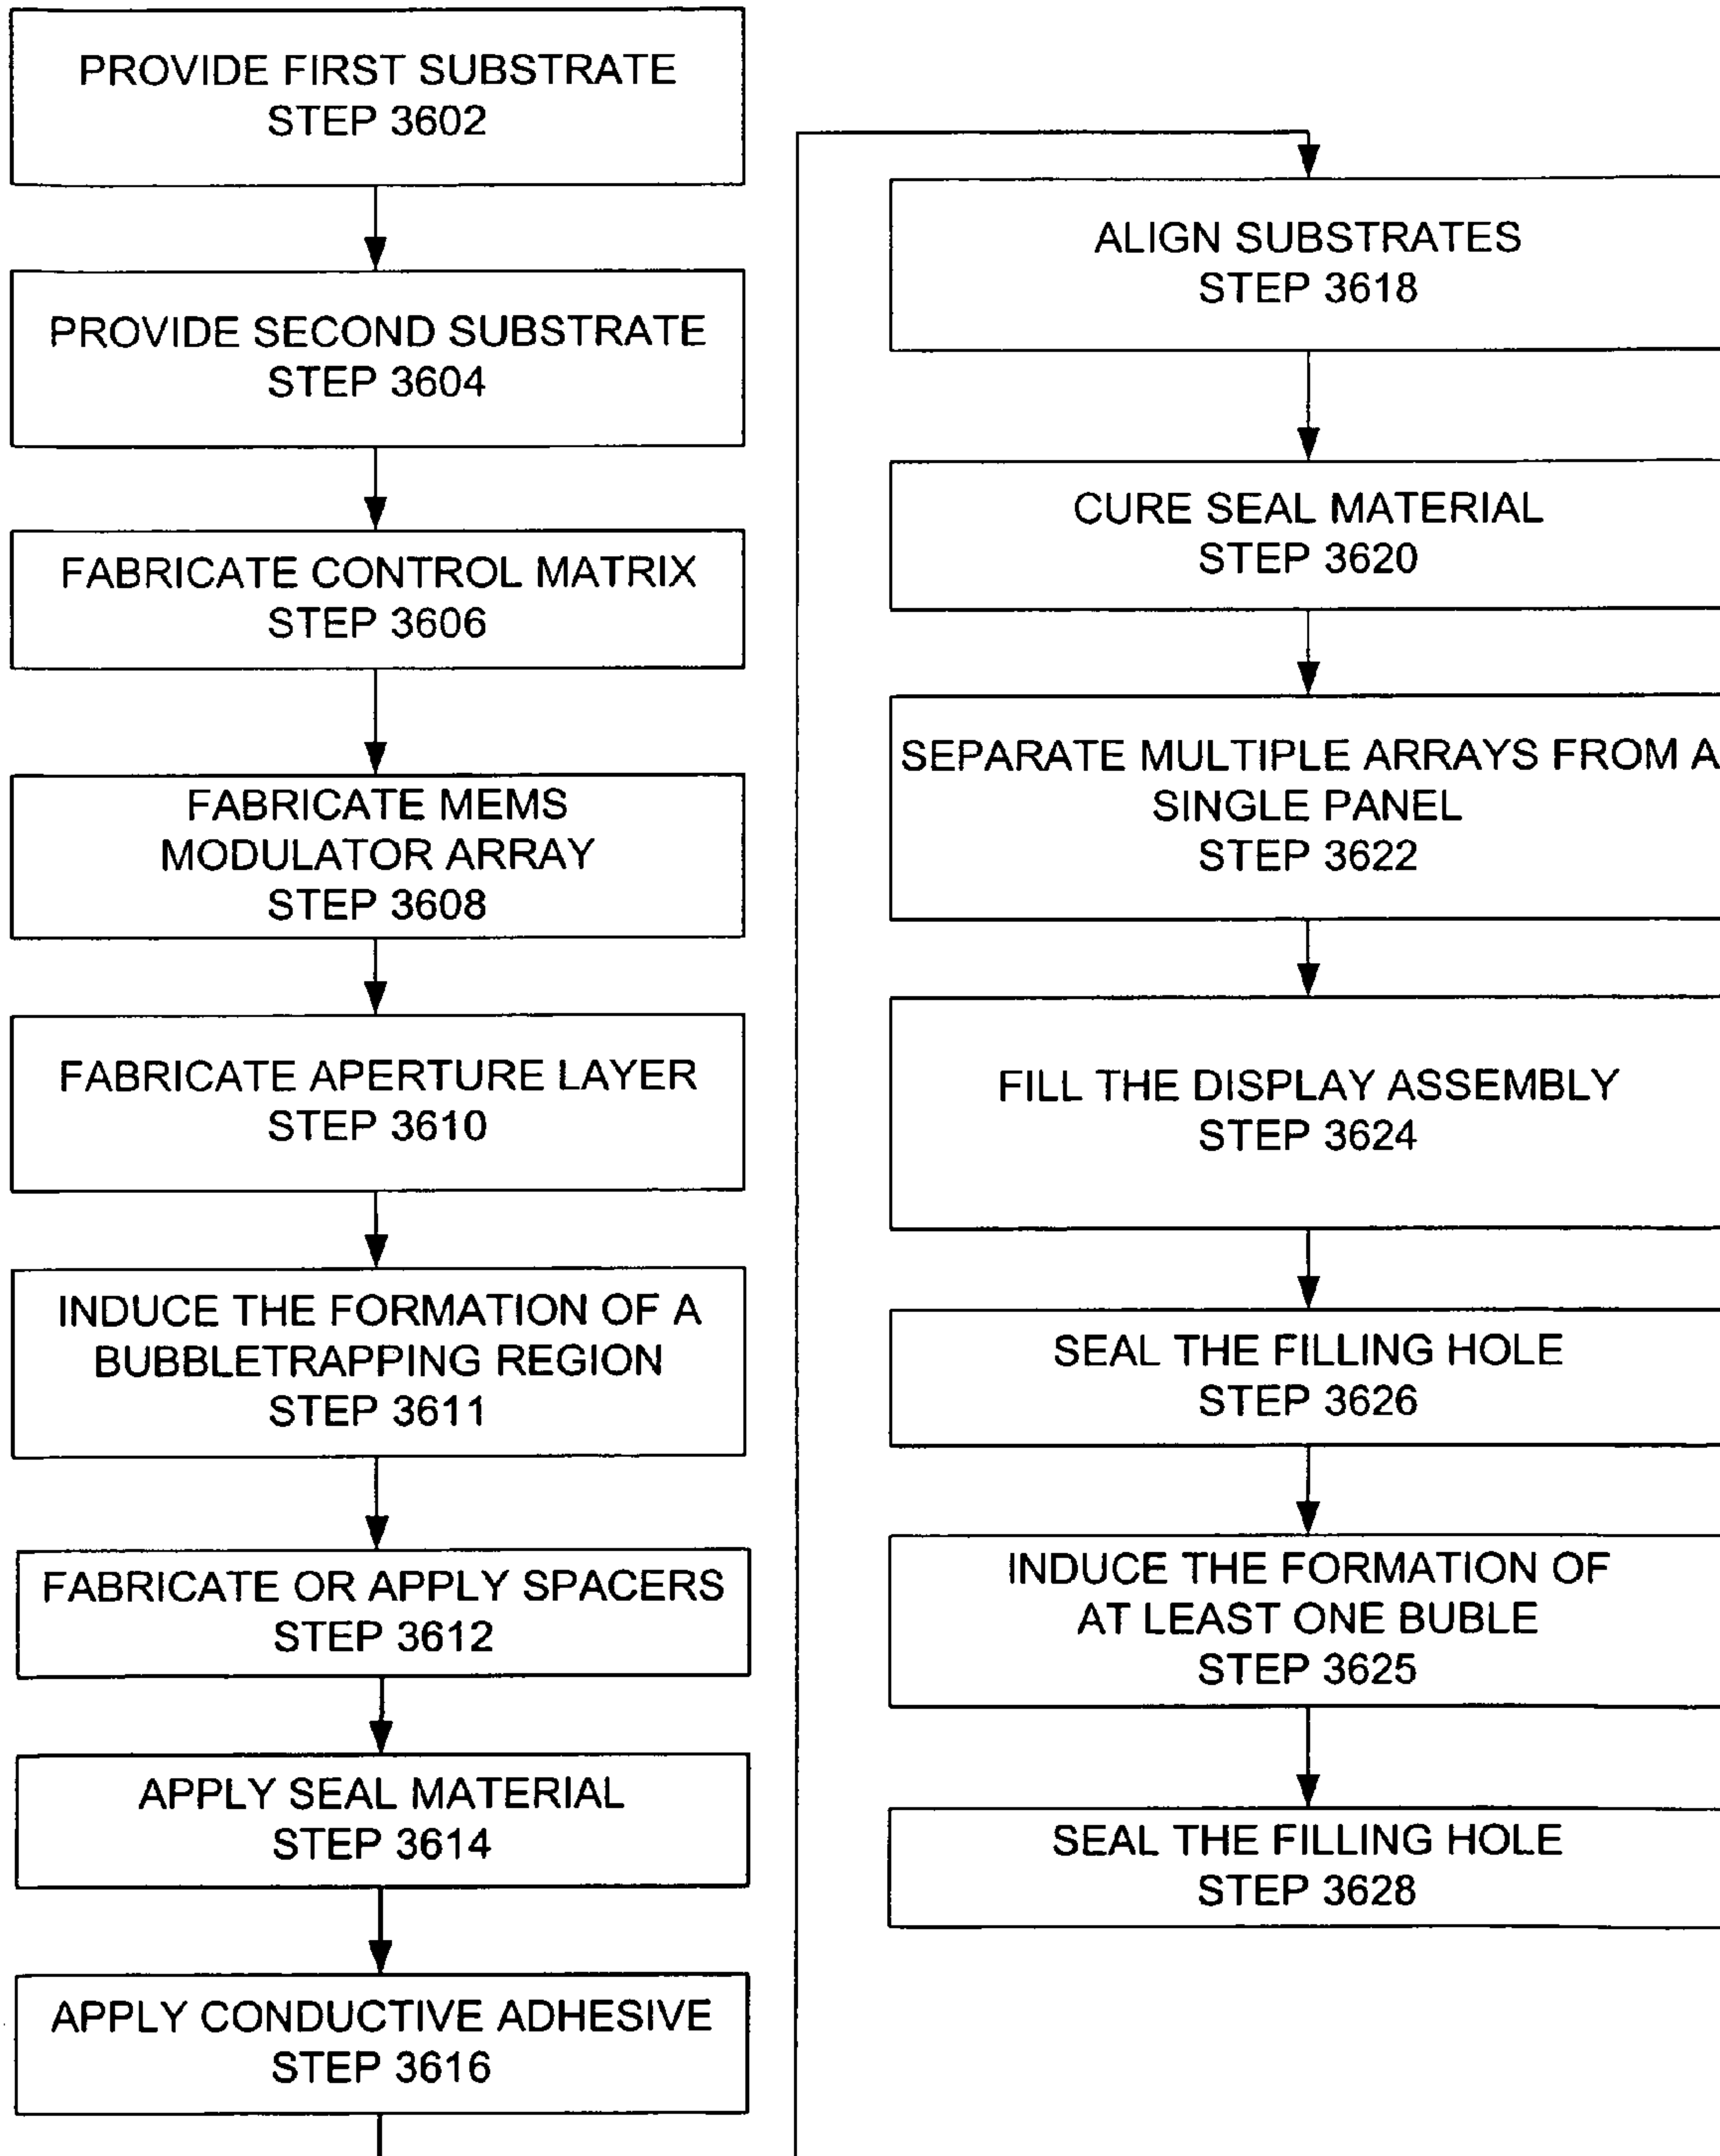 PROVIDE FIRST SUBSTRATE
STEP 3602
PROVIDE SECOND SUBSTRATE
STEP 3604
FABRICATE CONTROL MATRIX
STEP 3606
FABRICATE MEMS
MODULATOR ARRAY
STEP 3608
FABRICATE APERTURE LAYER
STEP 3610
INDUCE THE FORMATION OF A
BUBBLETRAPPING REGION
STEP 3611
FABRICATE OR APPLY SPACERS
STEP 3612
APPLY SEAL MATERIAL
STEP 3614
APPLY CONDUCTIVE ADHESIVE
STEP 3616
ALIGN SUBSTRATES
STEP 3618
CURE SEAL MATERIAL
STEP 3620
SEPARATE MULTIPLE ARRAYS FROM A
SINGLE PANEL
STEP 3622
FILL THE DISPLAY ASSEMBLY
STEP 3624
SEAL THE FILLING HOLE
STEP 3626
INDUCE THE FORMATION OF
AT LEAST ONE BUBLE
STEP 3625
SEAL THE FILLING HOLE
STEP 3628